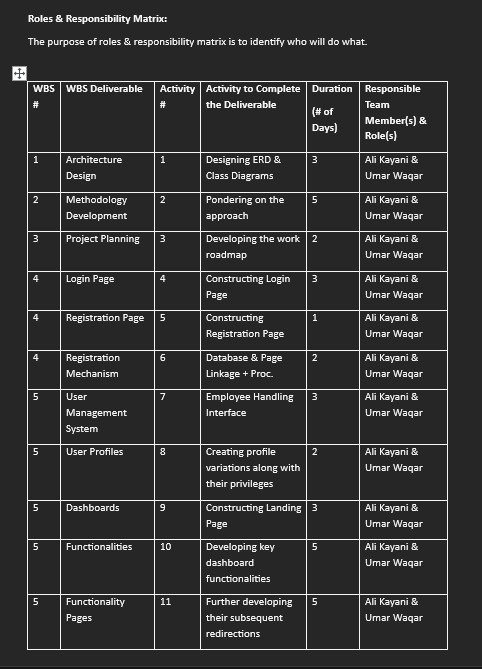 Roles & Responsibility Matrix:
The purpose of roles & responsibility matrix is to identify who will do what.
WBS # WBS Deliverable Activity # Activity to Complete the Deliverable Duration (# of Days) Responsible Team Member(s) & Role(s)
1 Architecture Design 1 Designing ERD & Class Diagrams 3 Ali Kayani & Umar Waqar
2 Methodology Development 2 Pondering on the approach 5 Ali Kayani & Umar Waqar
3 Project Planning 3 Developing the work roadmap 2 Ali Kayani & Umar Waqar
4 Login Page 4 Constructing Login Page 3 Ali Kayani & Umar Waqar
4 Registration Page 5 Constructing Registration Page 1 Ali Kayani & Umar Waqar
4 Registration Mechanism 6 Database & Page Linkage + Proc. 2 Ali Kayani & Umar Waqar
5 User Management System 7 Employee Handling Interface 3 Ali Kayani & Umar Waqar
5 User Profiles 8 Creating profile variations along with their privileges 2 Ali Kayani & Umar Waqar
5 Dashboards 9 Constructing Landing Page 3 Ali Kayani & Umar Waqar
5 Functionalities 10 Developing key dashboard functionalities 5 Ali Kayani & Umar Waqar
5 Functionality Pages 11 Further developing their subsequent redirections 5 Ali Kayani & Umar Waqar